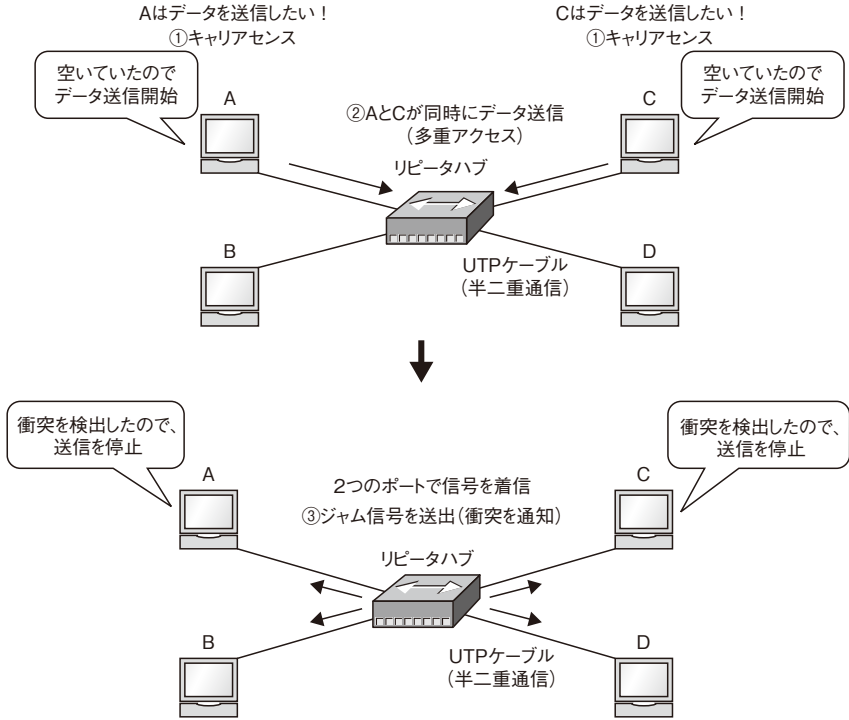 Aはデータを送信したい！
①キャリアセンス
Cはデータを送信したい！
①キャリアセンス
空いていたので
データ送信開始
A
②AとCが同時にデータ送信
（多重アクセス）
C
空いていたので
データ送信開始
リピータハブ
B
UTPケーブル
（半二重通信）
D
衝突を検出したので、
送信を停止
A
2つのポートで信号を着信
③ジャム信号を送出（衝突を通知）
C
衝突を検出したので、
送信を停止
リピータハブ
B
UTPケーブル
（半二重通信）
D